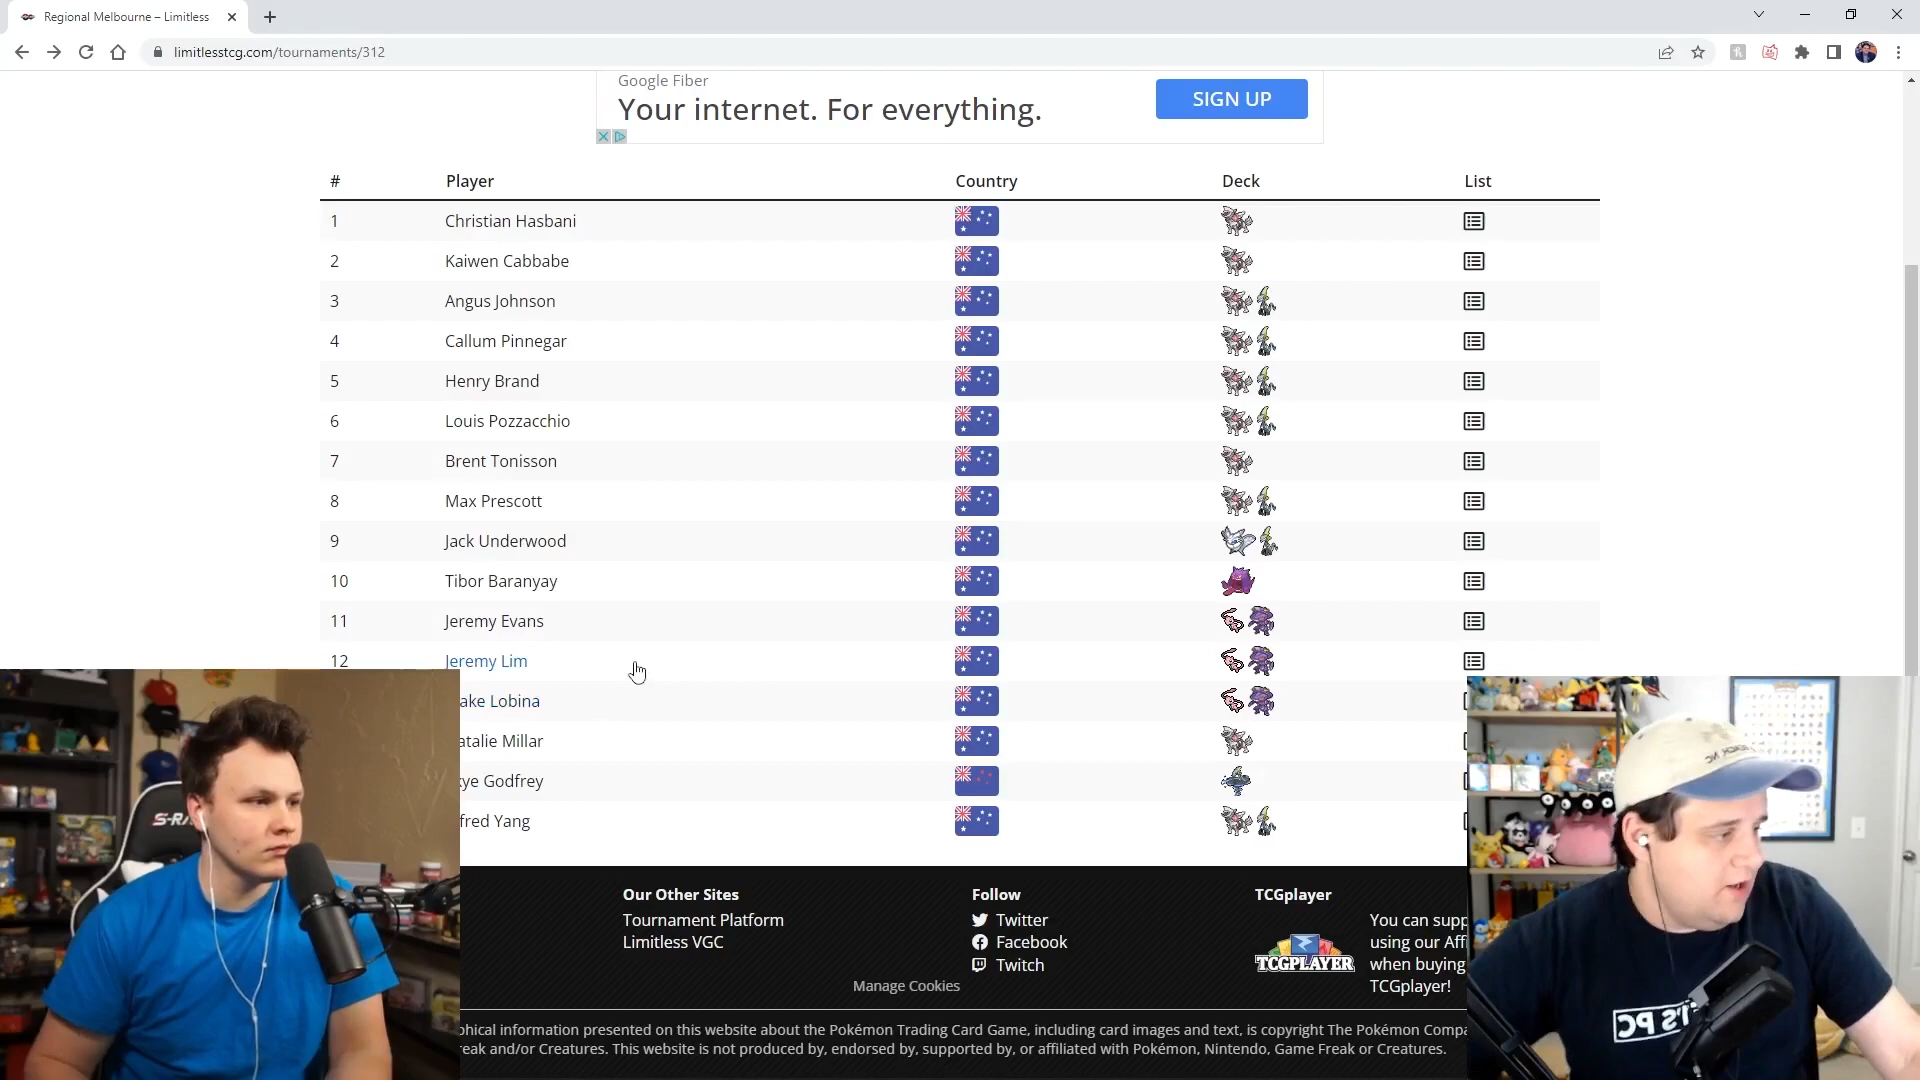 Regional Melbourne – Limitless
limitlesstcg.com/tournaments/312
Google Fiber
Your internet. For everything.
SIGN UP
# Player Country Deck List
1 Christian Hasbani
2 Kaiwen Cabbabe
3 Angus Johnson
4 Callum Pinnegar
5 Henry Brand
6 Louis Pozzacchio
7 Brent Tonisson
8 Max Prescott
9 Jack Underwood
10 Tibor Baranyay
11 Jeremy Evans
12 Jeremy Lim
ake Lobina
atalie Millar
kye Godfrey
fred Yang
Our Other Sites Follow TCGplayer
Tournament Platform Twitter You can supp
Limitless VGC Facebook using our Aff
Twitch when buying
TCGPLAYER
TCGplayer!
Manage Cookies
phical information presented on this website about the Pokémon Trading Card Game, including card images and text, is copyright The Pokémon Compa
reak and/or Creatures. This website is not produced by, endorsed by, supported by, or affiliated with Pokémon, Nintendo, Game Freak or Creatures.